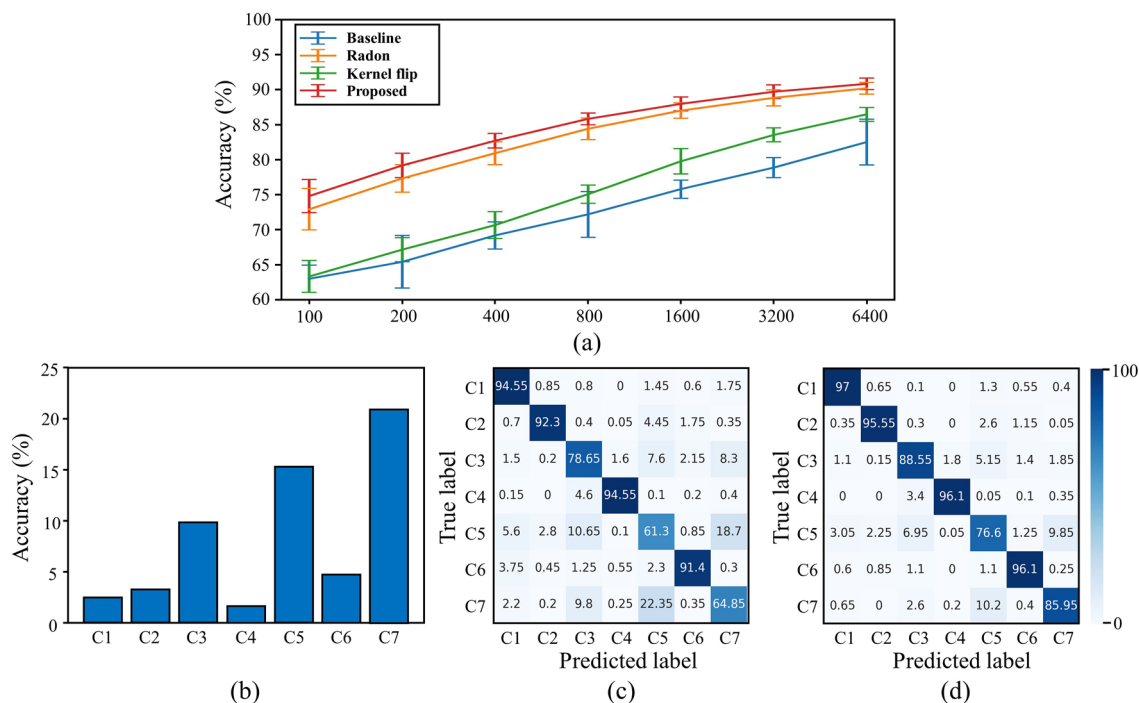 100
95
90
85
80
75
70
65
60
Accuracy (%)
Baseline
Radon
Kernel flip
Proposed
100 200 400 800 1600 3200 6400
(a)
25
20
15
10
5
0
Accuracy (%)
C1 C2 C3 C4 C5 C6 C7
(b)
True label
C1 94.55 0.85 0.8 0 1.45 0.6 1.75
C2 0.7 92.3 0.4 0.05 4.45 1.75 0.35
C3 1.5 0.2 78.65 1.6 7.6 2.15 8.3
C4 0.15 0 4.6 94.55 0.1 0.2 0.4
C5 5.6 2.8 10.65 0.1 61.3 0.85 18.7
C6 3.75 0.45 1.25 0.55 2.3 91.4 0.3
C7 2.2 0.2 9.8 0.25 22.35 0.35 64.85
C1 C2 C3 C4 C5 C6 C7
Predicted label
(c)
True label
C1 97 0.65 0.1 0 1.3 0.55 0.4
C2 0.35 95.55 0.3 0 2.6 1.15 0.05
C3 1.1 0.15 88.55 1.8 5.15 1.4 1.85
C4 0 0 3.4 96.1 0.05 0.1 0.35
C5 3.05 2.25 6.95 0.05 76.6 1.25 9.85
C6 0.6 0.85 1.1 0 1.1 96.1 0.25
C7 0.65 0 2.6 0.2 10.2 0.4 85.95
C1 C2 C3 C4 C5 C6 C7
Predicted label
(d)
100
0